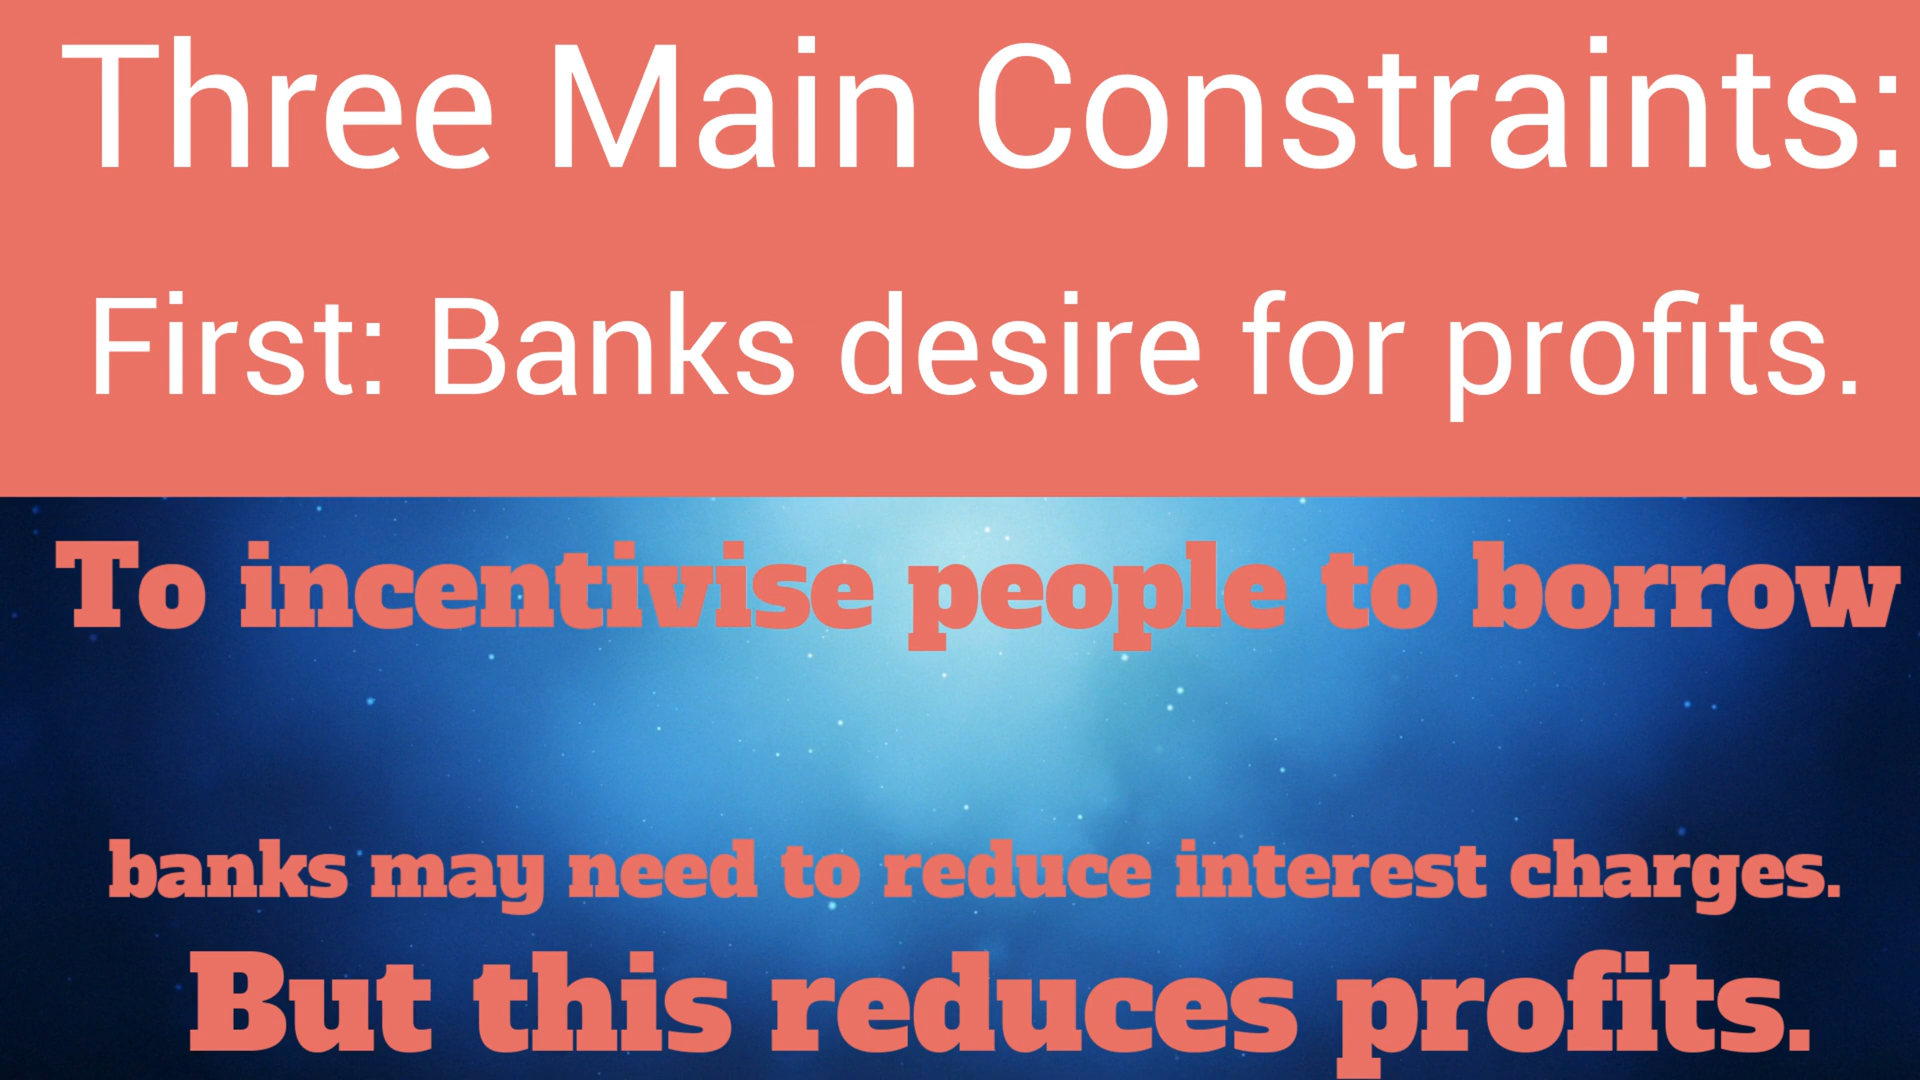 Three Main Constraints:
First: Banks desire for profits.
To incentivise people to borrow
banks may need to reduce interest charges.
But this reduces profits.